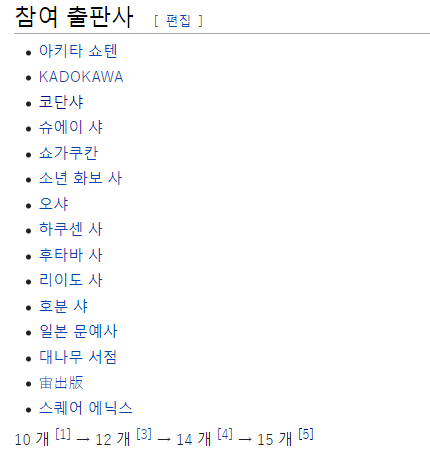 참여 출판사 [ 편집 ]
아키타 쇼텐
KADOKAWA
코단샤
슈에이 샤
쇼가쿠칸
소년 화보 사
오샤
하쿠센 사
후타바 사
리이도 사
호분 샤
일본 문예사
대나무 서점
宙出版
스퀘어 에닉스
10 개 [1] → 12 개 [3] → 14 개 [4] → 15 개 [5]